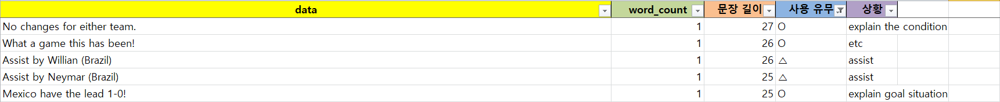 data word_count 문장 길이 사용 유무 상황
No changes for either team. 1 27 O explain the condition
What a game this has been! 1 26 O etc
Assist by Willian (Brazil) 1 26 △ assist
Assist by Neymar (Brazil) 1 25 △ assist
Mexico have the lead 1-0! 1 25 O explain goal situation